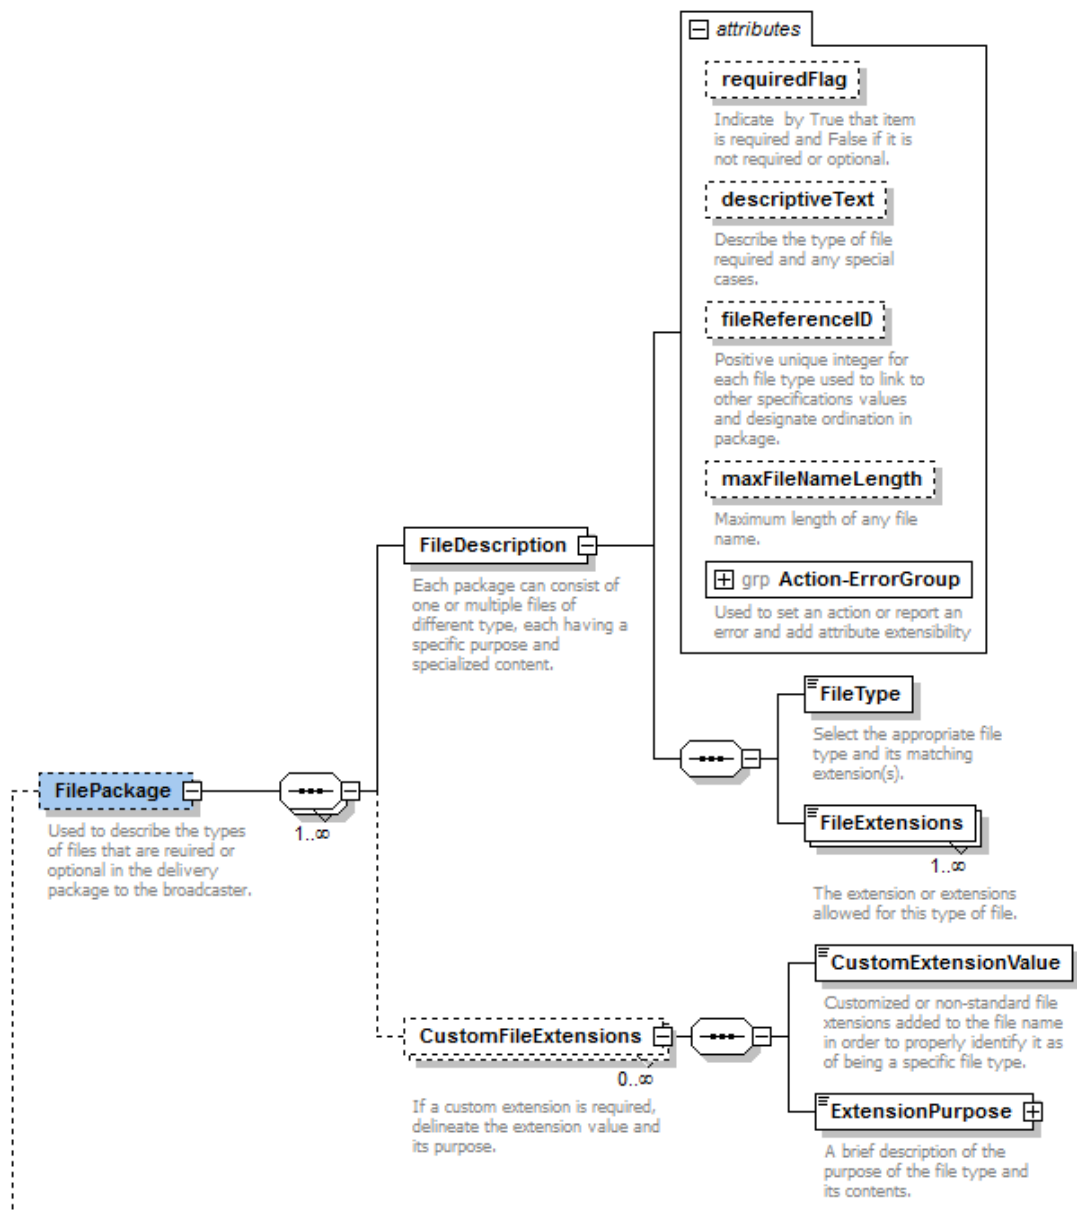 attributes
requiredFlag
Indicate  by True that item
is required and False if it is
not required or optional.
descriptiveText
Describe the type of file
required and any special
cases.
fileReferenceID
Positive unique integer for
each file type used to link to
other specifications values
and designate ordination in
package.
maxFileNameLength
Maximum length of any file
name.
grp Action-ErrorGroup
Used to set an action or report an
error and add attribute extensibility
FileDescription
Each package can consist of
one or multiple files of
different type, each having a
specific purpose and
specialized content.
FileType
Select the appropriate file
type and its matching
extension(s).
FileExtensions
1..∞
The extension or extensions
allowed for this type of file.
FilePackage
1..∞
Used to describe the types
of files that are reuired or
optional in the delivery
package to the broadcaster.
CustomFileExtensions
0..∞
If a custom extension is required,
delineate the extension value and
its purpose.
CustomExtensionValue
Customized or non-standard file
xtensions added to the file name
in order to properly identify it as
of being a specific file type.
ExtensionPurpose
A brief description of the
purpose of the file type and
its contents.